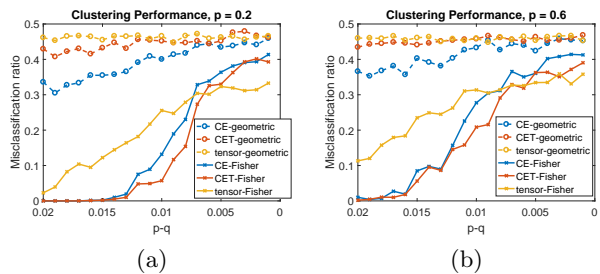 Clustering Performance, p = 0.2
0.5
0.4
0.3
0.2
0.1
0
Misclassification ratio
CE-geometric
CET-geometric
tensor-geometric
CE-Fisher
CET-Fisher
tensor-Fisher
0.02
0.015
0.01
0.005
0
p-q
(a)
Clustering Performance, p = 0.6
0.5
0.4
0.3
0.2
0.1
0
Misclassification ratio
CE-geometric
CET-geometric
tensor-geometric
CE-Fisher
CET-Fisher
tensor-Fisher
0.02
0.015
0.01
0.005
0
p-q
(b)